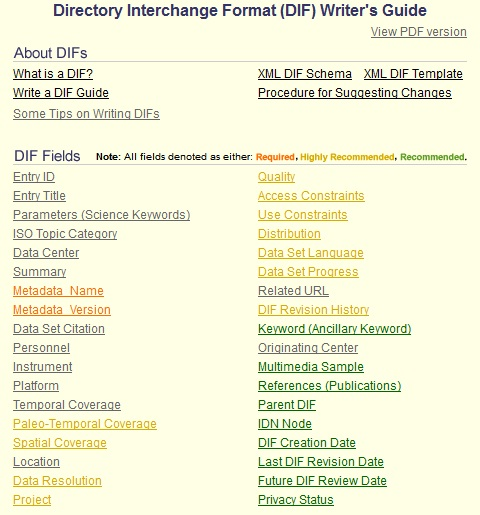 Directory Interchange Format (DIF) Writer's Guide
View PDF version
About DIFs
What is a DIF?
XML DIF Schema XML DIF Template
Write a DIF Guide
Procedure for Suggesting Changes
Some Tips on Writing DIFs
DIF Fields Note: All fields denoted as either: Required, Highly Recommended, Recommended.
Entry ID
Entry Title
Parameters (Science Keywords)
ISO Topic Category
Data Center
Summary
Metadata_Name
Metadata_Version
Data Set Citation
Personnel
Instrument
Platform
Temporal Coverage
Paleo-Temporal Coverage
Spatial Coverage
Location
Data Resolution
Project
Quality
Access Constraints
Use Constraints
Distribution
Data Set Language
Data Set Progress
Related URL
DIF Revision History
Keyword (Ancillary Keyword)
Originating Center
Multimedia Sample
References (Publications)
Parent DIF
IDN Node
DIF Creation Date
Last DIF Revision Date
Future DIF Review Date
Privacy Status